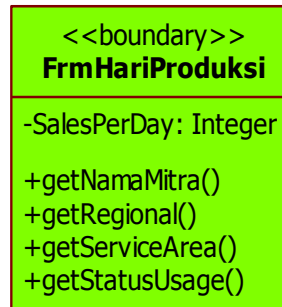 <<boundary>>
FrmHariProduksi
-SalesPerDay: Integer
+getNamaMitra()
+getRegional()
+getServiceArea()
+getStatusUsage()